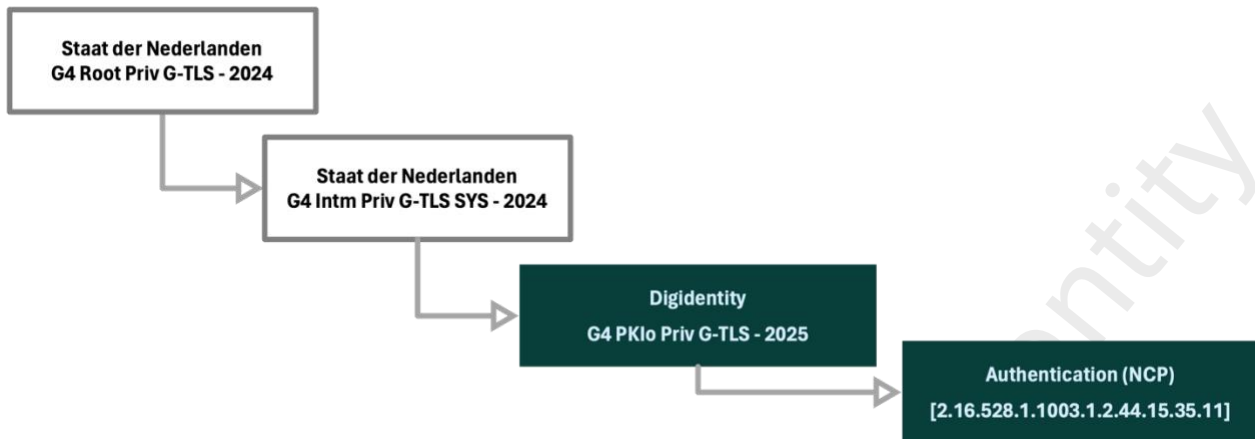 Staat der Nederlanden
G4 Root Priv G-TLS - 2024
Staat der Nederlanden
G4 Intm Priv G-TLS SYS - 2024
Digidentity
G4 PKIo Priv G-TLS - 2025
Authentication (NCP)
[2.16.528.1.1003.1.2.44.15.35.11]
entity